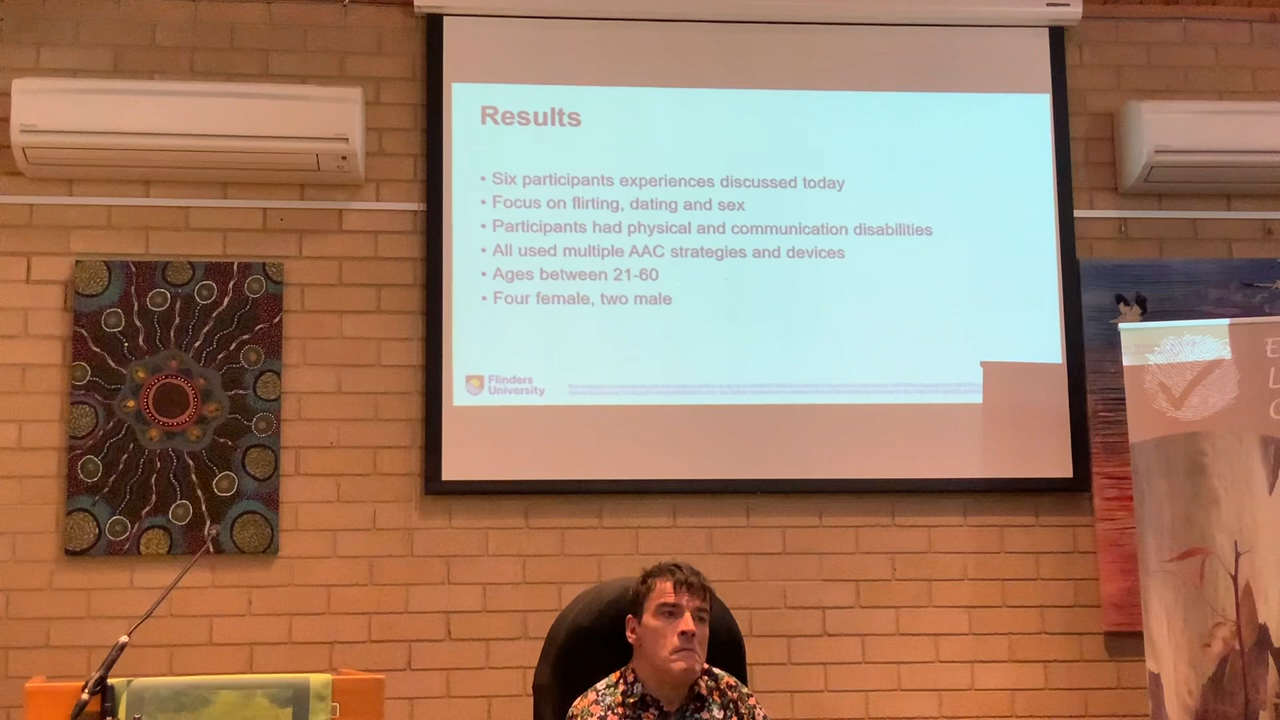 Results
• Six participants experiences discussed today
• Focus on flirting, dating and sex
• Participants had physical and communication disabilities
• All used multiple AAC strategies and devices
• Ages between 21-60
• Four female, two male
Flinders
University
E
L
C